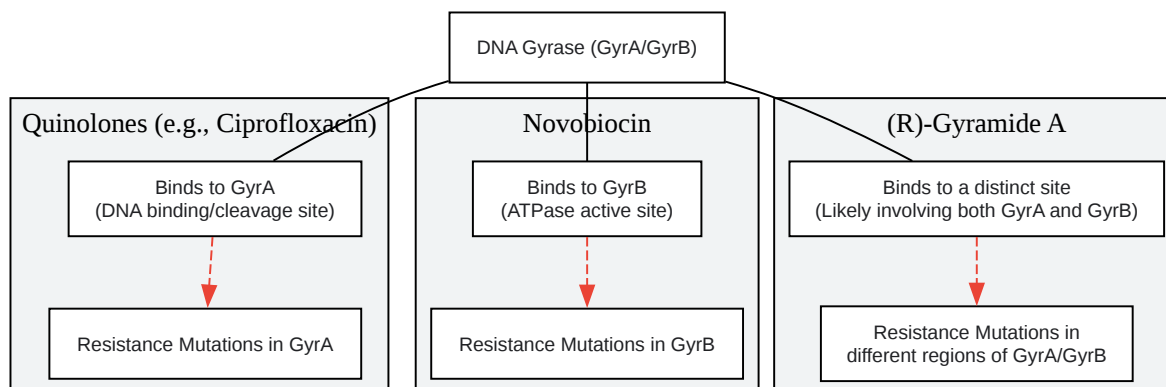 DNA Gyrase (GyrA/GyrB)
Quinolones (e.g., Ciprofloxacin)
Binds to GyrA
(DNA binding/cleavage site)
Resistance Mutations in GyrA
Novobiocin
Binds to GyrB
(ATPase active site)
Resistance Mutations in GyrB
(R)-Gyramide A
Binds to a distinct site
(Likely involving both GyrA and GyrB)
Resistance Mutations in
different regions of GyrA/GyrB